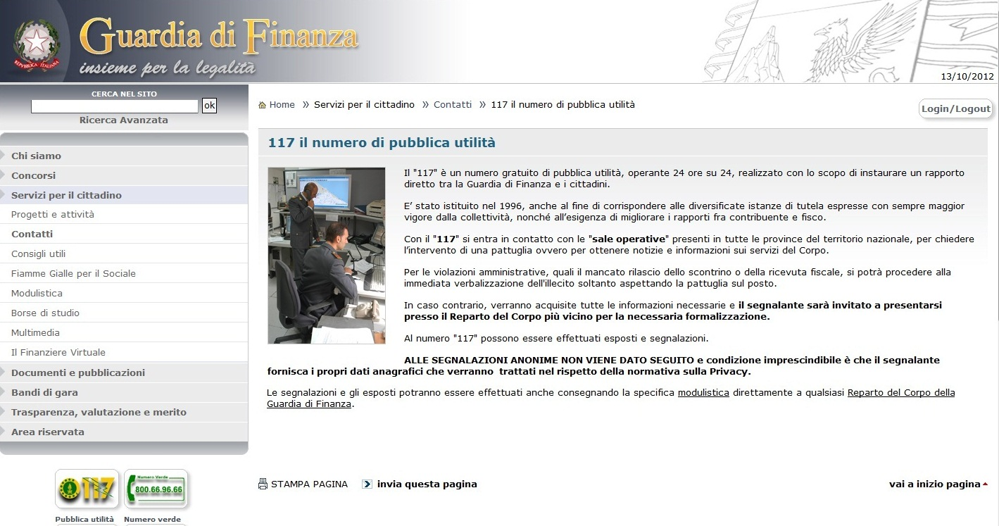 Guardia di Finanza
insieme per la legalità
REPVBBLICA ITALIANA
13/10/2012
CERCA NEL SITO
ok
Ricerca Avanzata
Chi siamo
Concorsi
Servizi per il cittadino
Progetti e attività
Contatti
Consigli utili
Fiamme Gialle per il Sociale
Modulistica
Borse di studio
Multimedia
Il Finanziere Virtuale
Documenti e pubblicazioni
Bandi di gara
Trasparenza, valutazione e merito
Area riservata
117
Pubblica utilità
Numero Verde
800.66.96.66
Numero verde
Home » Servizi per il cittadino » Contatti » 117 il numero di pubblica utilità
Login/Logout
117 il numero di pubblica utilità
Il "117" è un numero gratuito di pubblica utilità, operante 24 ore su 24, realizzato con lo scopo di instaurare un rapporto
diretto tra la Guardia di Finanza e i cittadini.
E’ stato istituito nel 1996, anche al fine di corrispondere alle diversificate istanze di tutela espresse con sempre maggior
vigore dalla collettività, nonché all’esigenza di migliorare i rapporti fra contribuente e fisco.
Con il "117" si entra in contatto con le "sale operative" presenti in tutte le province del territorio nazionale, per chiedere
l’intervento di una pattuglia ovvero per ottenere notizie e informazioni sui servizi del Corpo.
Per le violazioni amministrative, quali il mancato rilascio dello scontrino o della ricevuta fiscale, si potrà procedere alla
immediata verbalizzazione dell'illecito soltanto aspettando la pattuglia sul posto.
In caso contrario, verranno acquisite tutte le informazioni necessarie e il segnalante sarà invitato a presentarsi
presso il Reparto del Corpo più vicino per la necessaria formalizzazione.
Al numero "117" possono essere effettuati esposti e segnalazioni.
ALLE SEGNALAZIONI ANONIME NON VIENE DATO SEGUITO e condizione imprescindibile è che il segnalante
fornisca i propri dati anagrafici che verranno trattati nel rispetto della normativa sulla Privacy.
Le segnalazioni e gli esposti potranno essere effettuati anche consegnando la specifica modulistica direttamente a qualsiasi Reparto del Corpo della
Guardia di Finanza.
STAMPA PAGINA
invia questa pagina
vai a inizio pagina